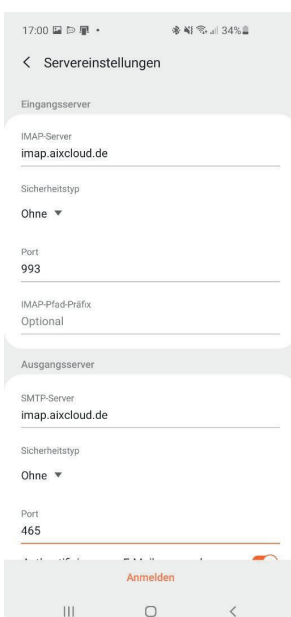 17:00 34%
Servereinstellungen
Eingangsserver
IMAP-Server
imap.aixcloud.de
Sicherheitstyp
Ohne
Port
993
IMAP-Pfad-Präfix
Optional
Ausgangsserver
SMTP-Server
imap.aixcloud.de
Sicherheitstyp
Ohne
Port
465
Anmelden